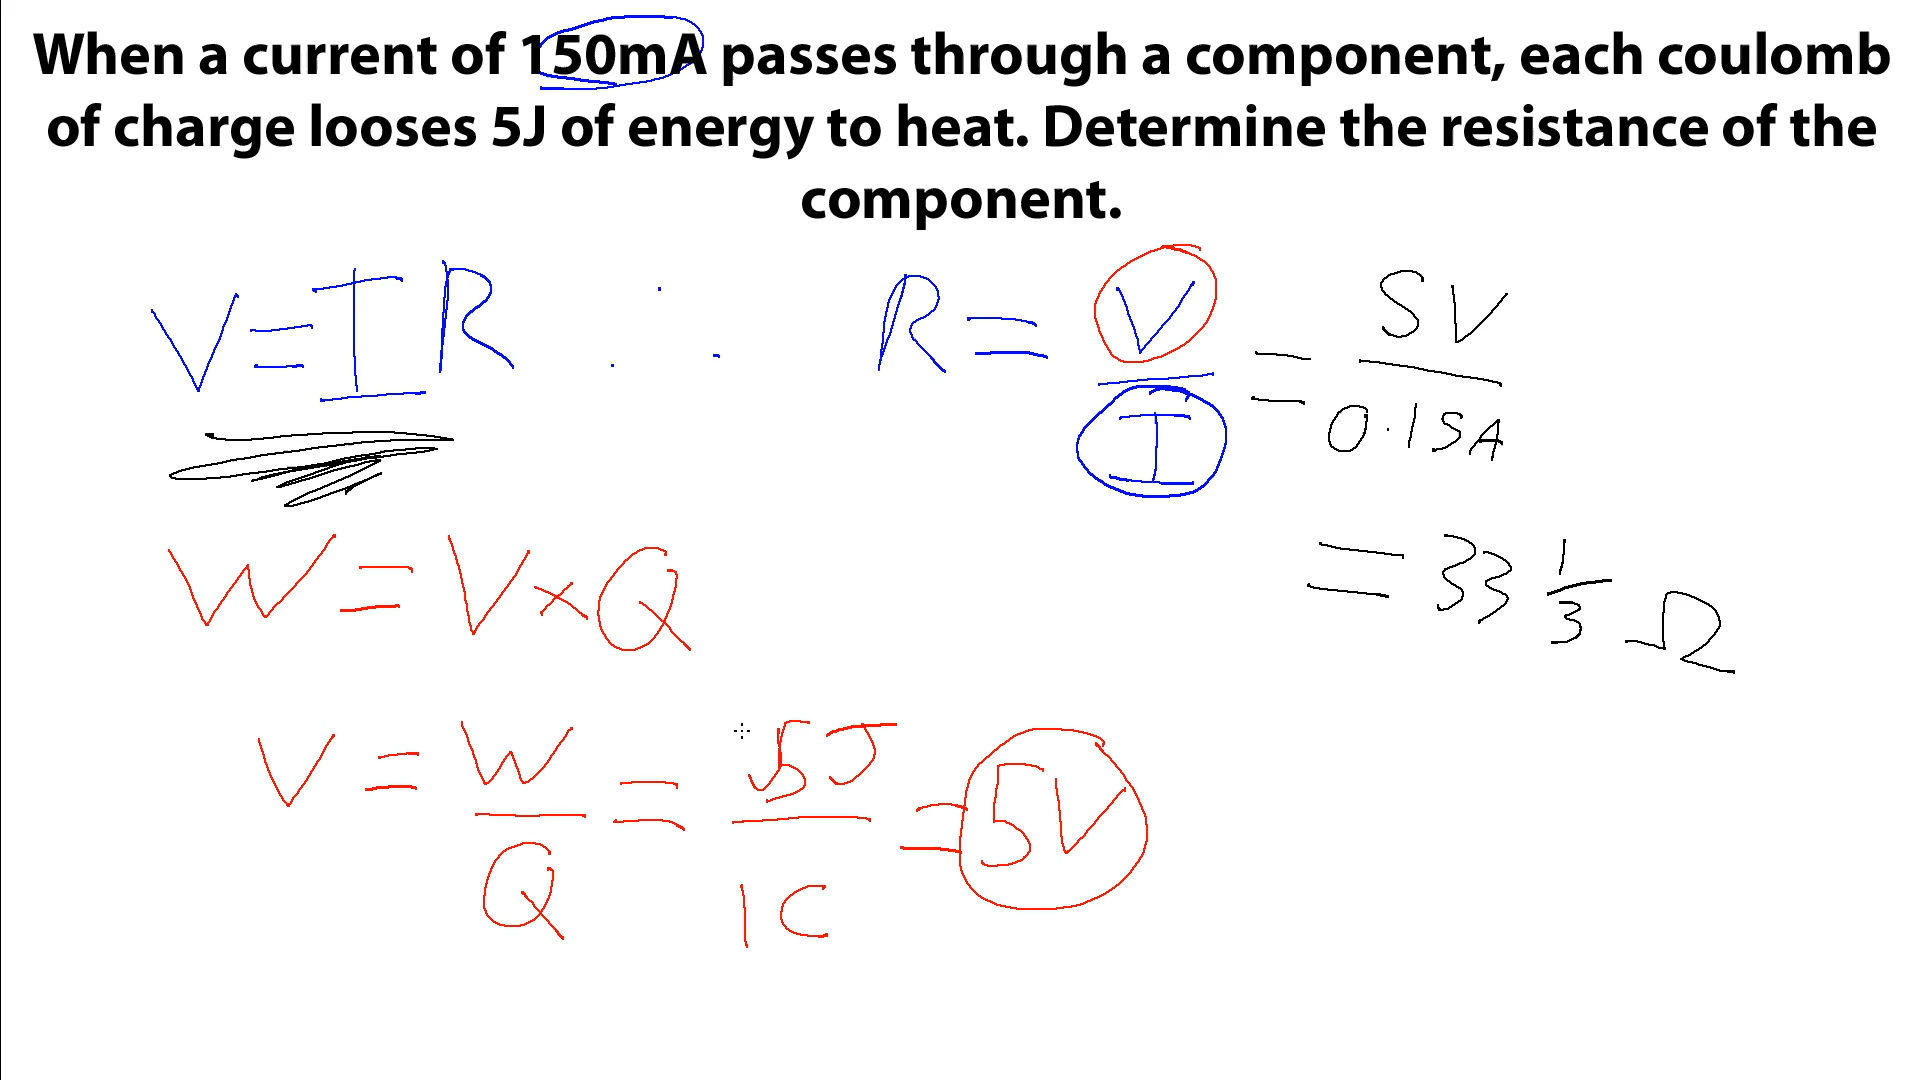 When a current of 150mA passes through a component, each coulomb
of charge looses 5J of energy to heat. Determine the resistance of the
component.
V = IR ∴ R = V/I = 5V/0.15A
= 33 1/3 Ω
W = V × Q
V = W/Q = 5J/1C = 5V